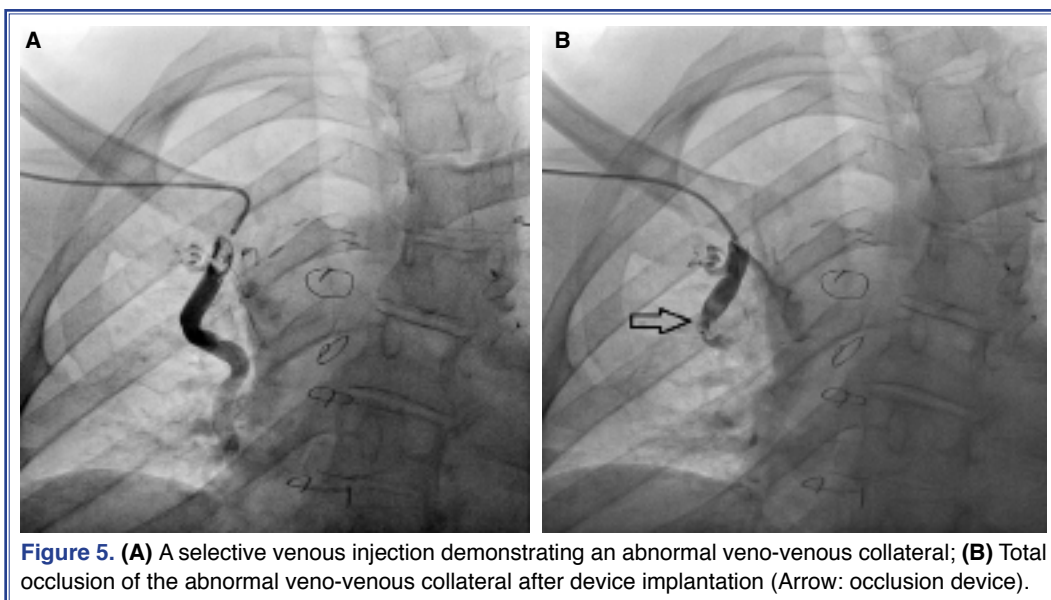 A
B
Figure 5. (A) A selective venous injection demonstrating an abnormal veno-venous collateral; (B) Total
occlusion of the abnormal veno-venous collateral after device implantation (Arrow: occlusion device).